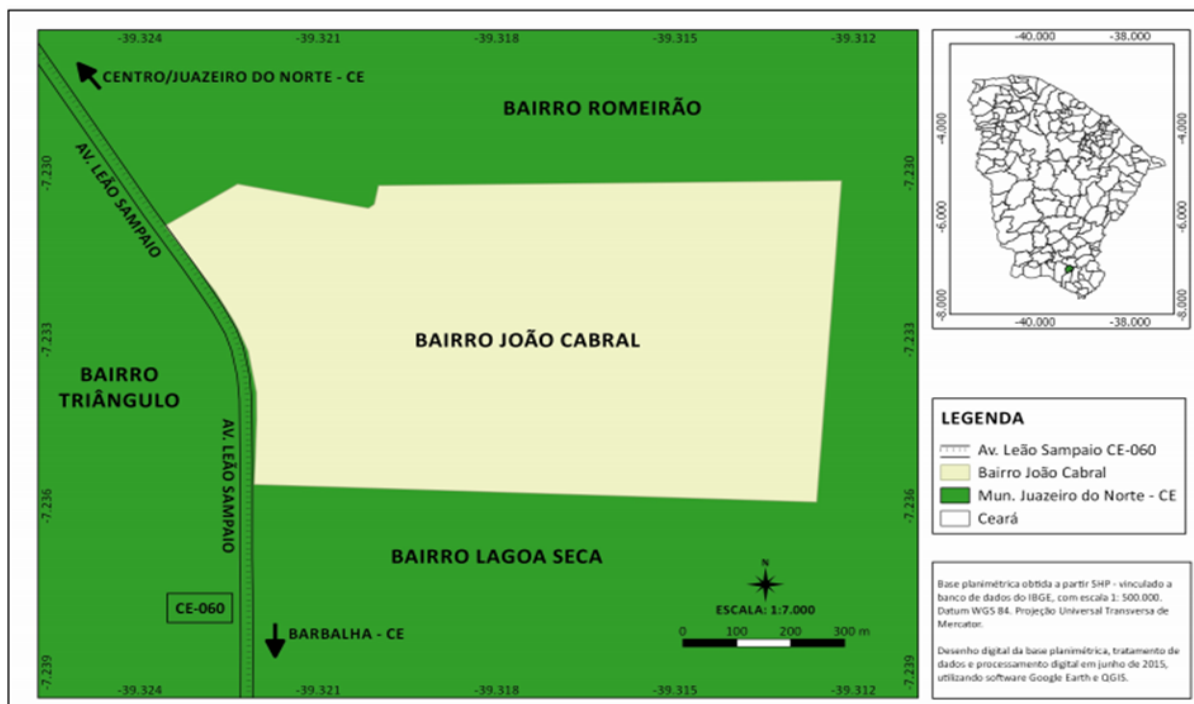 -39.324
-39.321
-39.318
-39.315
-39.312
CENTRO/JUAZEIRO DO NORTE - CE
BAIRRO ROMEIRÃO
-7.230
-7.230
AV. LEÃO SAMPAIO
BAIRRO JOÃO CABRAL
-7.233
-7.233
BAIRRO
TRIÂNGULO
AV. LEÃO SAMPAIO
-7.236
-7.236
BAIRRO LAGOA SECA
N
CE-060
ESCALA: 1:7.000
BARBALHA - CE
0 100 200 300 m
-7.239
-7.239
-39.324
-39.321
-39.318
-39.315
-39.312
-40.000
-38.000
-4.000
-4.000
-6.000
-6.000
-8.000
-8.000
-40.000
-38.000
LEGENDA
Av. Leão Sampaio CE-060
Bairro João Cabral
Mun. Juazeiro do Norte - CE
Ceará
Base planimétrica obtida a partir SHP - vinculado a
banco de dados do IBGE, com escala 1: 500.000.
Datum WGS 84. Projeção Universal Transversa de
Mercator.
Desenho digital da base planimétrica, tratamento de
dados e processamento digital em junho de 2015,
utilizando software Google Earth e QGIS.